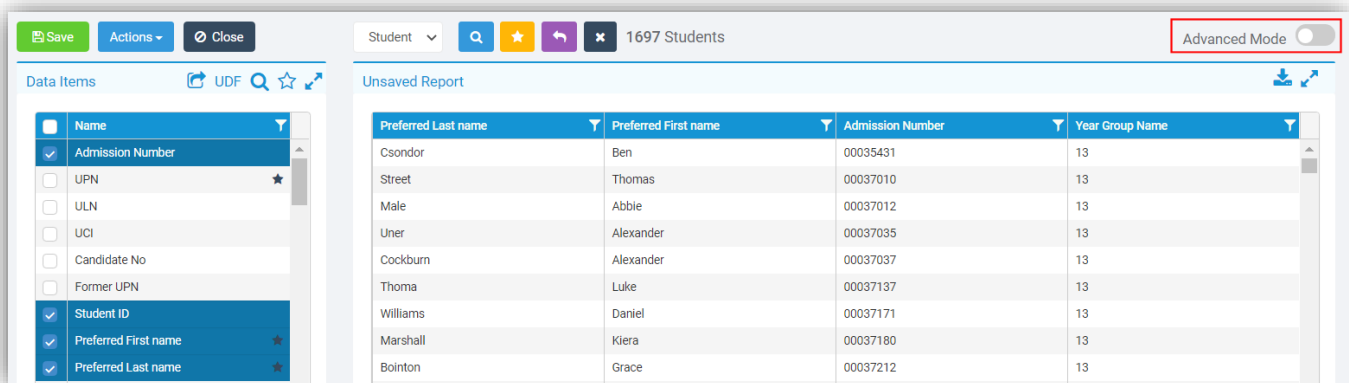 Save Actions Close Student 1697 Students Advanced Mode
Data Items UDF Unsaved Report
Name
Admission Number
UPN
ULN
UCI
Candidate No
Former UPN
Student ID
Preferred First name
Preferred Last name
Preferred Last name Preferred First name Admission Number Year Group Name
Csondor Ben 00035431 13
Street Thomas 00037010 13
Male Abbie 00037012 13
Uner Alexander 00037035 13
Cockburn Alexander 00037037 13
Thoma Luke 00037137 13
Williams Daniel 00037171 13
Marshall Kiera 00037180 13
Bointon Grace 00037212 13